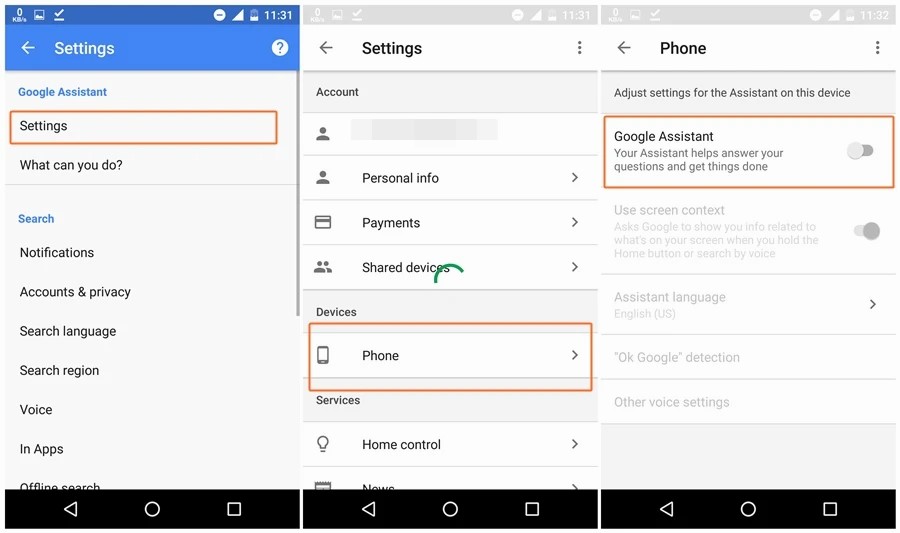 0
KB/s
11:31
Settings
?
Google Assistant
Settings
What can you do?
Search
Notifications
Accounts & privacy
Search language
Search region
Voice
In Apps
Offline search
0
KB/s
11:31
Settings
Account
Personal info
Payments
Shared devices
Devices
Phone
Services
Home control
News
0
KB/s
11:32
Phone
Adjust settings for the Assistant on this device
Google Assistant
Your Assistant helps answer your
questions and get things done
Use screen context
Asks Google to show you info related to
what's on your screen when you hold the
Home button or search by voice
Assistant language
English (US)
"Ok Google" detection
Other voice settings